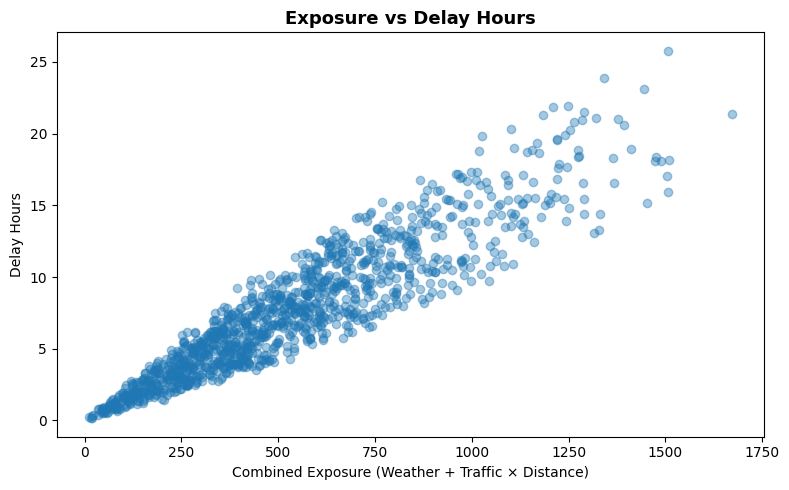 Exposure vs Delay Hours
Delay Hours
25
20
15
10
5
0
0 250 500 750 1000 1250 1500 1750
Combined Exposure (Weather + Traffic × Distance)